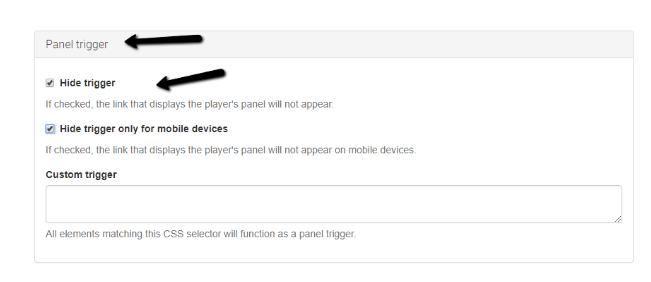 Panel trigger
Hide trigger
If checked, the link that displays the player's panel will not appear.
Hide trigger only for mobile devices
If checked, the link that displays the player's panel will not appear on mobile devices.
Custom trigger
All elements matching this CSS selector will function as a panel trigger.